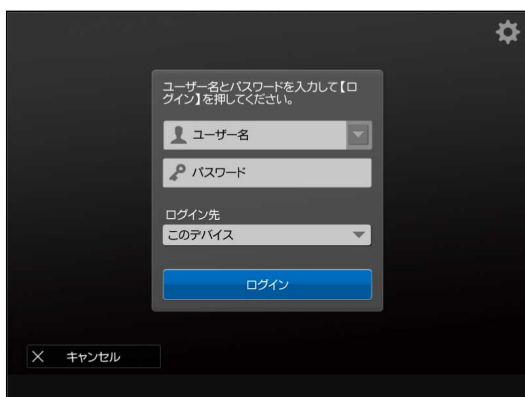 ユーザー名とパスワードを入力して【ロ
グイン】を押してください。
ユーザー名
パスワード
ログイン先
このデバイス
ログイン
キャンセル